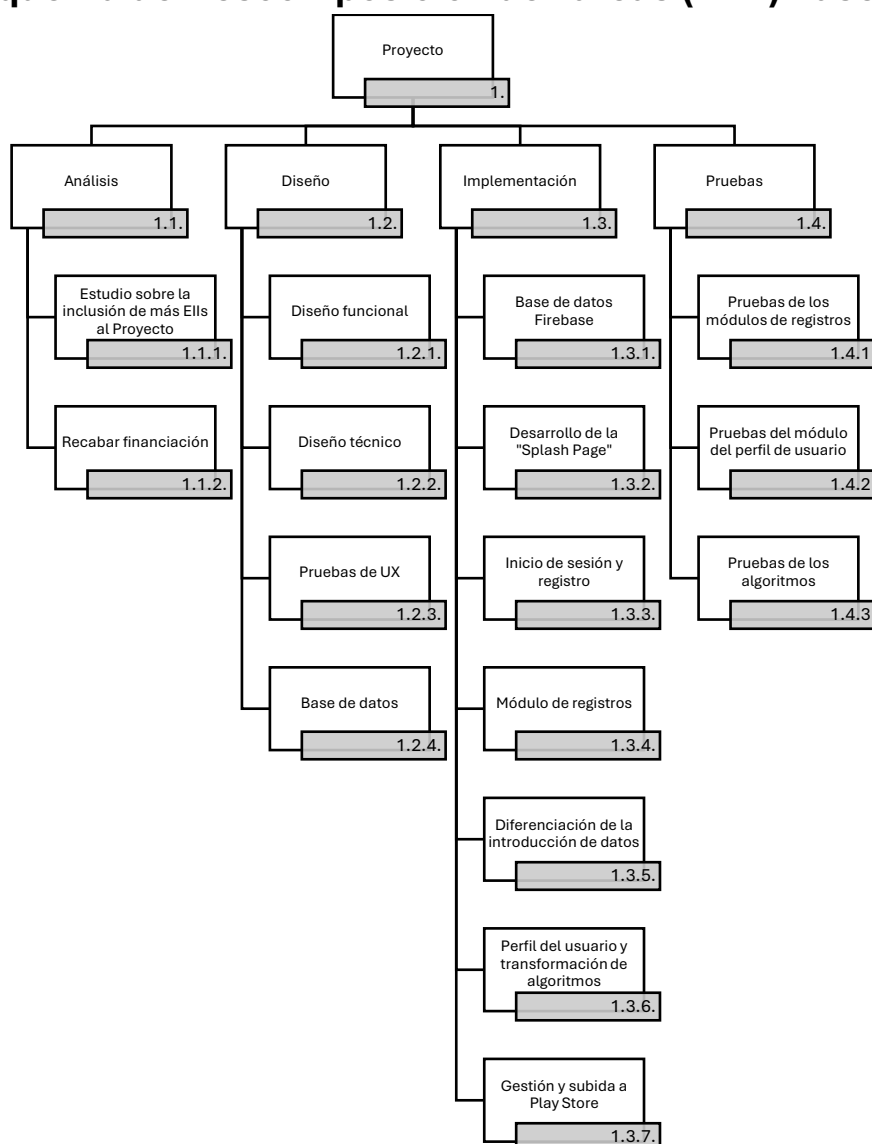 Proyecto
1.
Análisis
1.1.
Diseño
1.2.
Implementación
1.3.
Pruebas
1.4.
Estudio sobre la
inclusión de más EIIs
al Proyecto
1.1.1.
Recabar financiación
1.1.2.
Diseño funcional
1.2.1.
Diseño técnico
1.2.2.
Pruebas de UX
1.2.3.
Base de datos
1.2.4.
Base de datos
Firebase
1.3.1.
Desarrollo de la
"Splash Page"
1.3.2.
Inicio de sesión y
registro
1.3.3.
Módulo de registros
1.3.4.
Diferenciación de la
introducción de datos
1.3.5.
Perfil del usuario y
transformación de
algoritmos
1.3.6.
Gestión y subida a
Play Store
1.3.7.
Pruebas de los
módulos de registros
1.4.1
Pruebas del módulo
del perfil de usuario
1.4.2
Pruebas de los
algoritmos
1.4.3